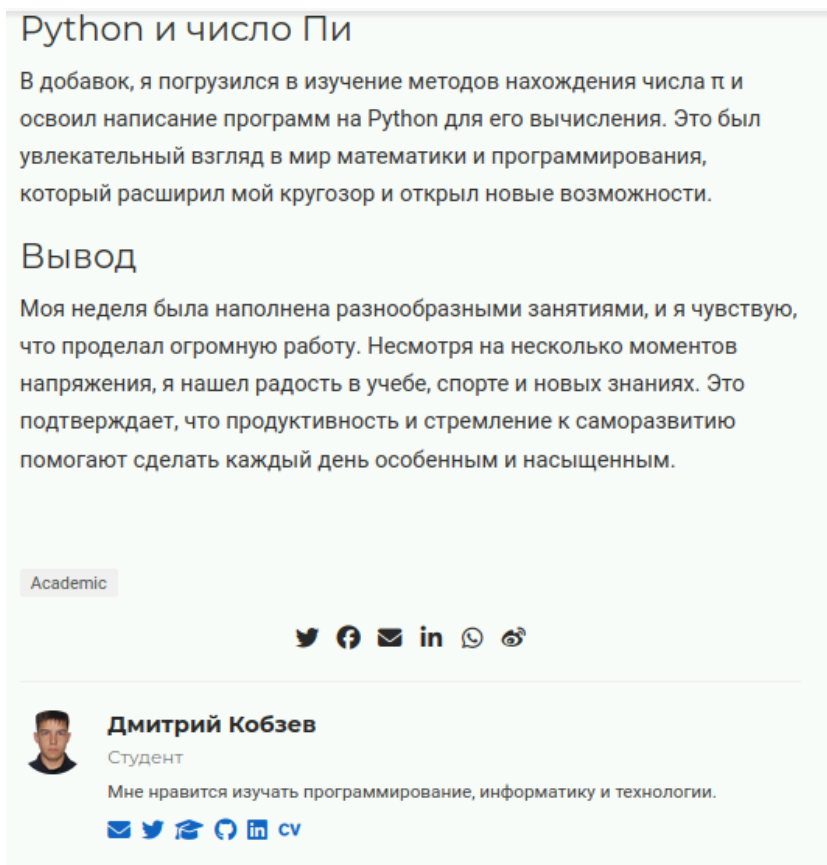 Python и число Пи
В добавок, я погрузился в изучение методов нахождения числа π и
освоил написание программ на Python для его вычисления. Это был
увлекательный взгляд в мир математики и программирования,
который расширил мой кругозор и открыл новые возможности.
Вывод
Моя неделя была наполнена разнообразными занятиями, и я чувствую,
что проделал огромную работу. Несмотря на несколько моментов
напряжения, я нашел радость в учебе, спорте и новых знаниях. Это
подтверждает, что продуктивность и стремление к саморазвитию
помогают сделать каждый день особенным и насыщенным.
Academic
Дмитрий Кобзев
Студент
Мне нравится изучать программирование, информатику и технологии.
CV